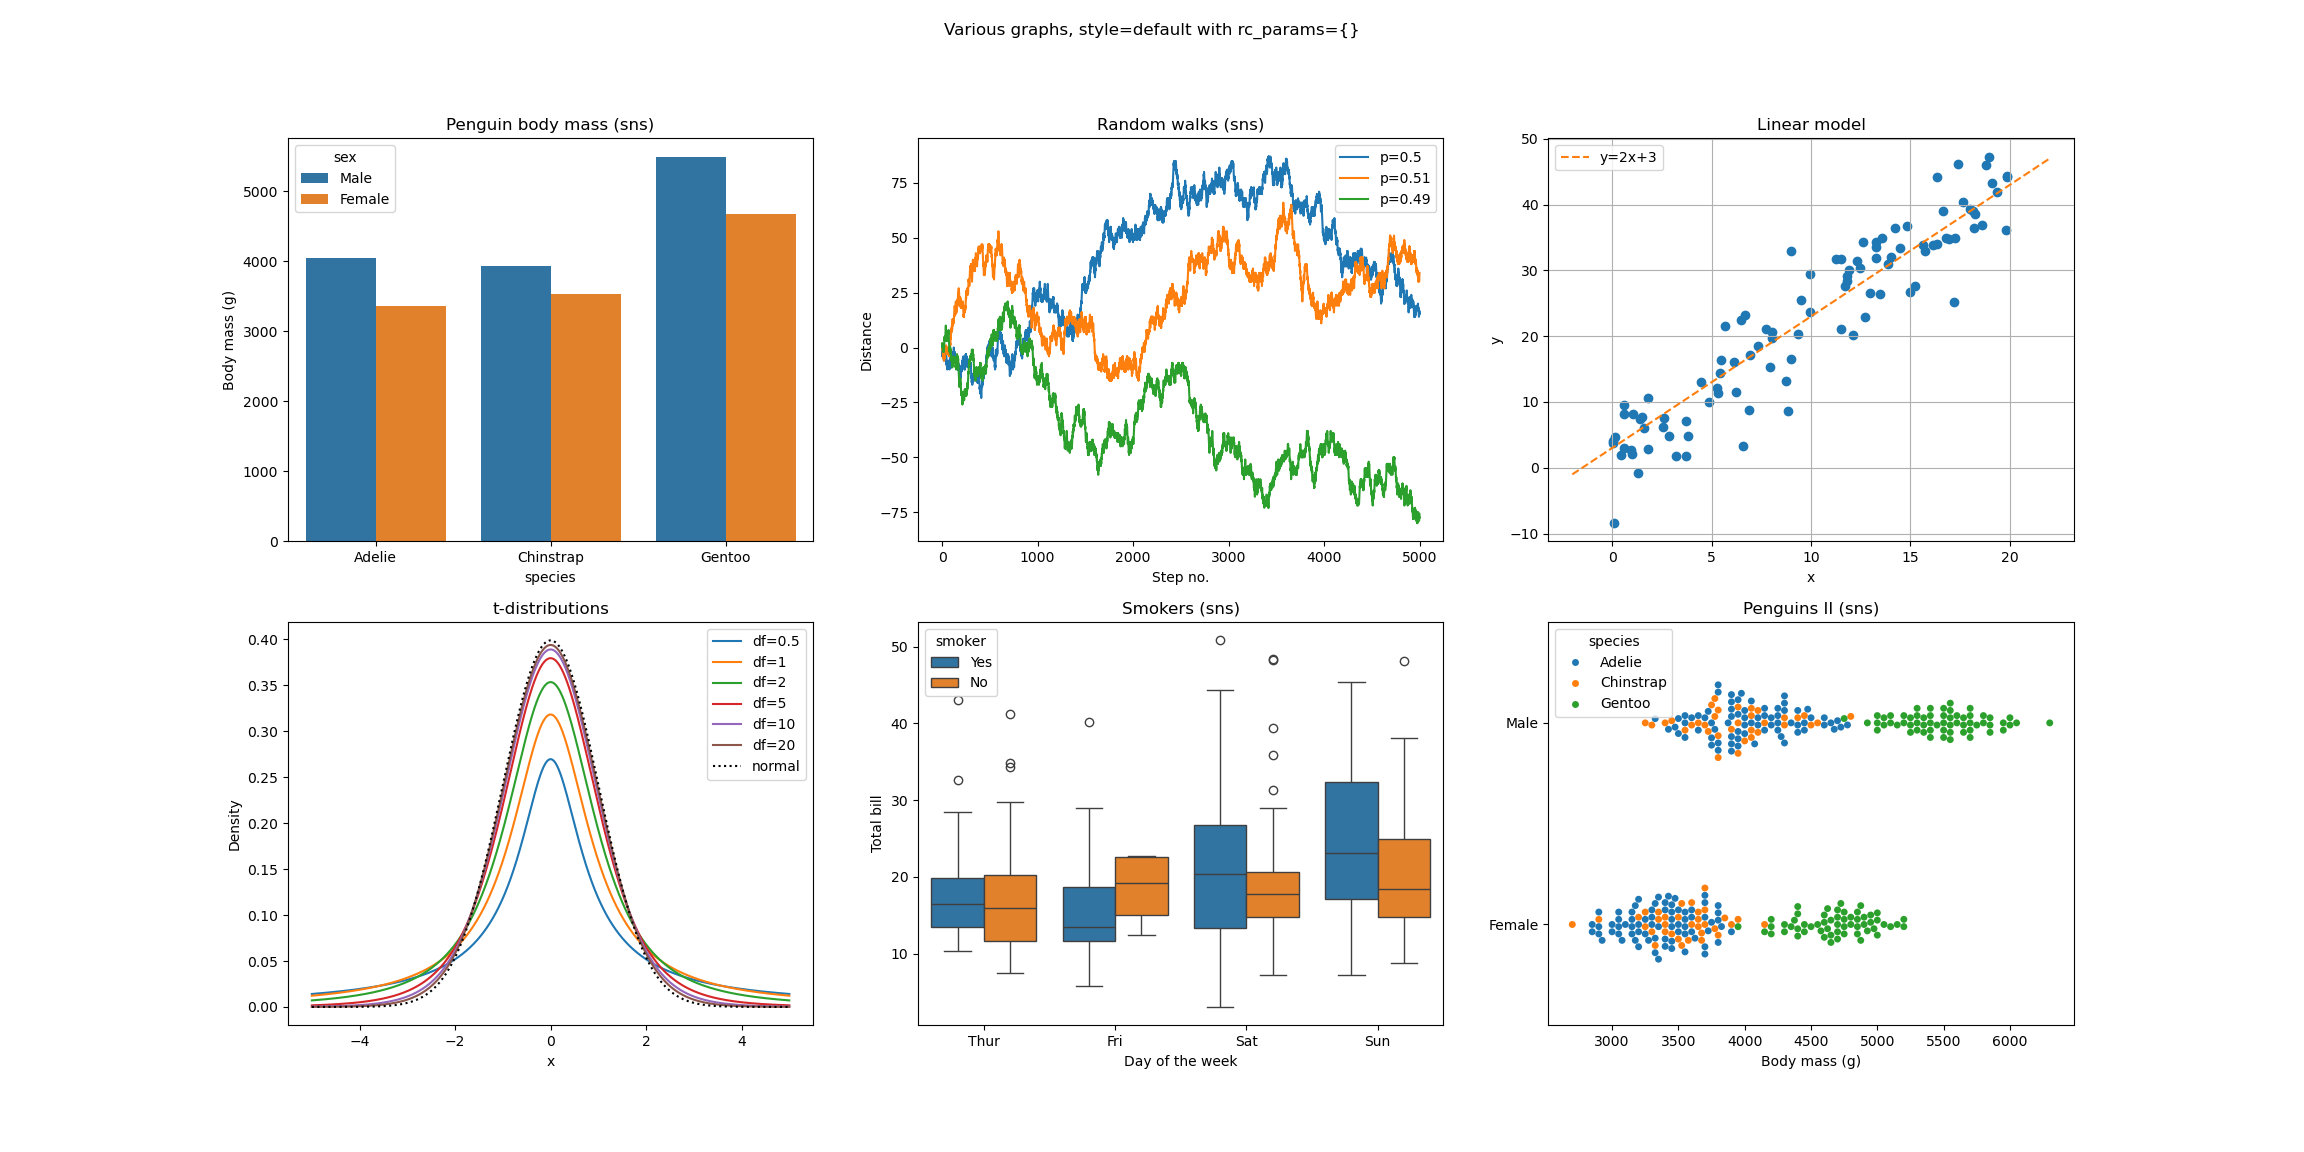 Various graphs, style=default with rc_params={}
Penguin body mass (sns)
sex
Male
Female
Body mass (g)
5000
4000
3000
2000
1000
0
Adelie Chinstrap Gentoo
species
Random walks (sns)
p=0.5
p=0.51
p=0.49
Distance
75
50
25
0
−25
−50
−75
0 1000 2000 3000 4000 5000
Step no.
Linear model
y=2x+3
y
50
40
30
20
10
0
−10
0 5 10 15 20
x
t-distributions
df=0.5
df=1
df=2
df=5
df=10
df=20
normal
Density
0.40
0.35
0.30
0.25
0.20
0.15
0.10
0.05
0.00
−4 −2 0 2 4
x
Smokers (sns)
smoker
Yes
No
Total bill
50
40
30
20
10
Thur Fri Sat Sun
Day of the week
Penguins II (sns)
species
Adelie
Chinstrap
Gentoo
Male
Female
3000 3500 4000 4500 5000 5500 6000
Body mass (g)